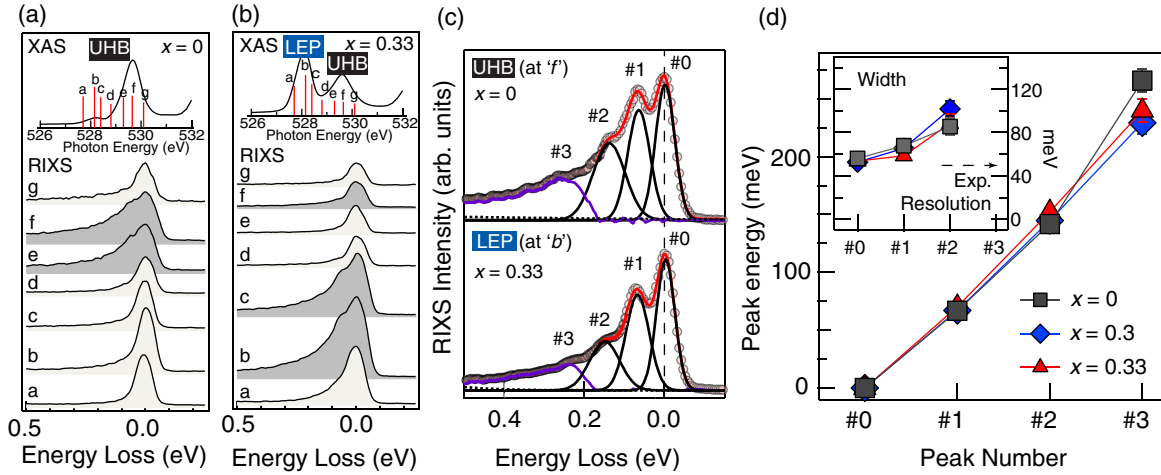 (a)
XAS
UHB
x = 0
a
b
c
d
e
f
g
526
528
530
532
Photon Energy (eV)
RIXS
g
f
e
d
c
b
a
0.5
0.0
Energy Loss (eV)
(b)
XAS
LEP
x = 0.33
UHB
a
b
c
d
e
f
g
526
528
530
532
Photon Energy (eV)
RIXS
g
f
e
d
c
b
a
0.5
0.0
Energy Loss (eV)
(c)
RIXS Intensity (arb. units)
UHB (at ‘f’)
x = 0
#0
#1
#2
#3
LEP (at ‘b’)
x = 0.33
#0
#1
#2
#3
0.4
0.2
0.0
Energy Loss (eV)
(d)
Peak energy (meV)
200
100
0
Width
120
80
40
0
meV
Exp.
Resolution
#0
#1
#2
#3
x = 0
x = 0.3
x = 0.33
#0
#1
#2
#3
Peak Number